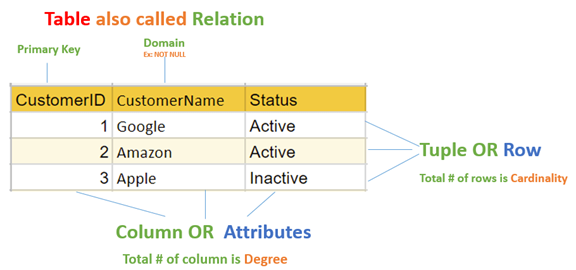 Table also called Relation
Primary Key
Domain
Ex: NOT NULL
CustomerID CustomerName Status
1 Google Active
2 Amazon Active
3 Apple Inactive
Tuple OR Row
Total # of rows is Cardinality
Column OR Attributes
Total # of column is Degree